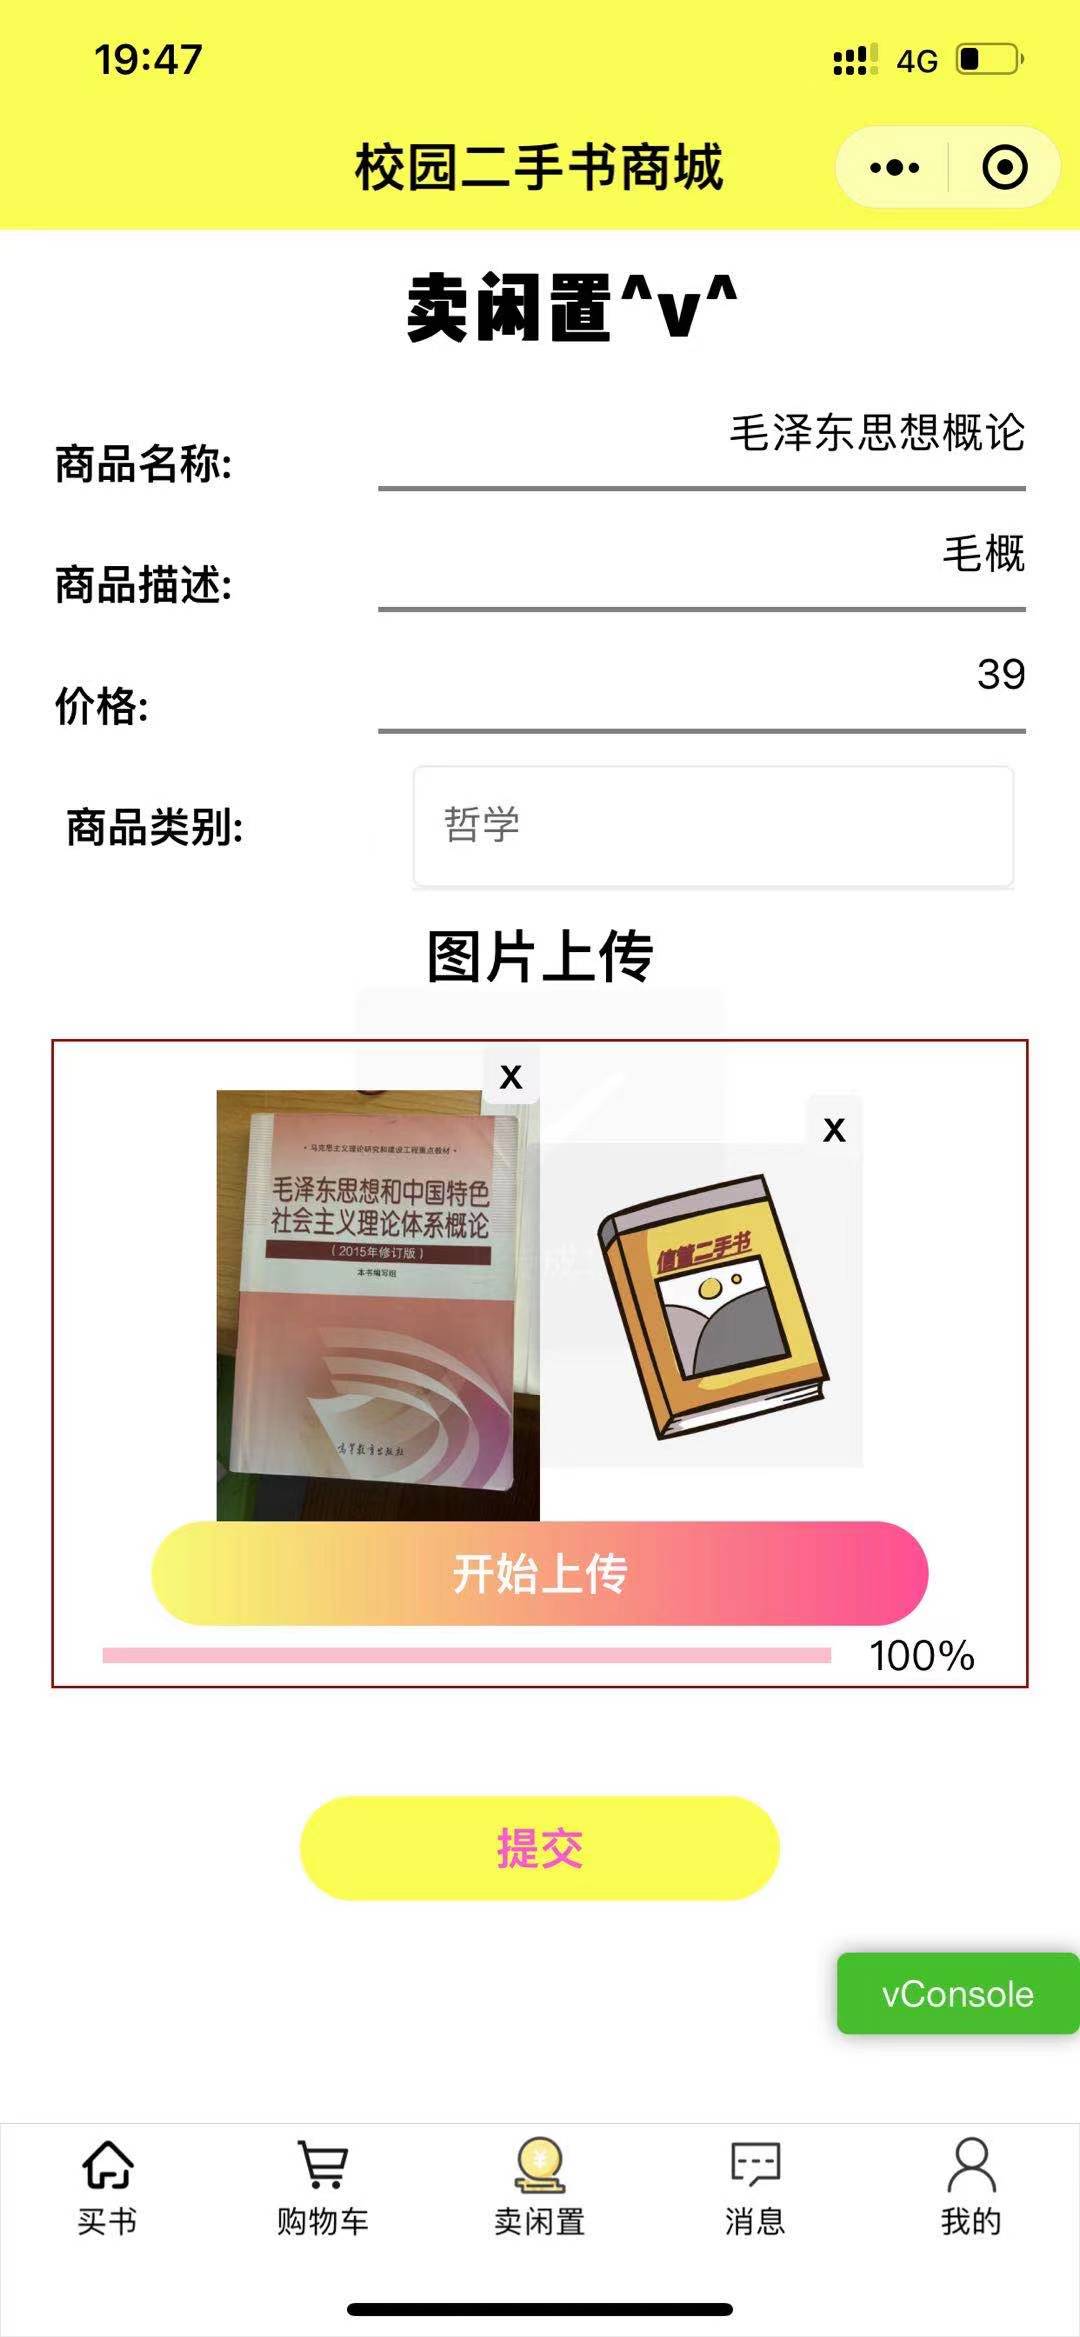 19:47
4G
校园二手书商城
卖闲置^v^
商品名称:
毛泽东思想概论
商品描述:
毛概
价格:
39
商品类别:
哲学
图片上传
x
x
·马克思主义理论研究和建设工程重点教材·
毛泽东思想和中国特色
社会主义理论体系概论
(2015年修订版)
本书编写组
高等教育出版社
信管二手书
开始上传
100%
提交
vConsole
买书
购物车
卖闲置
消息
我的